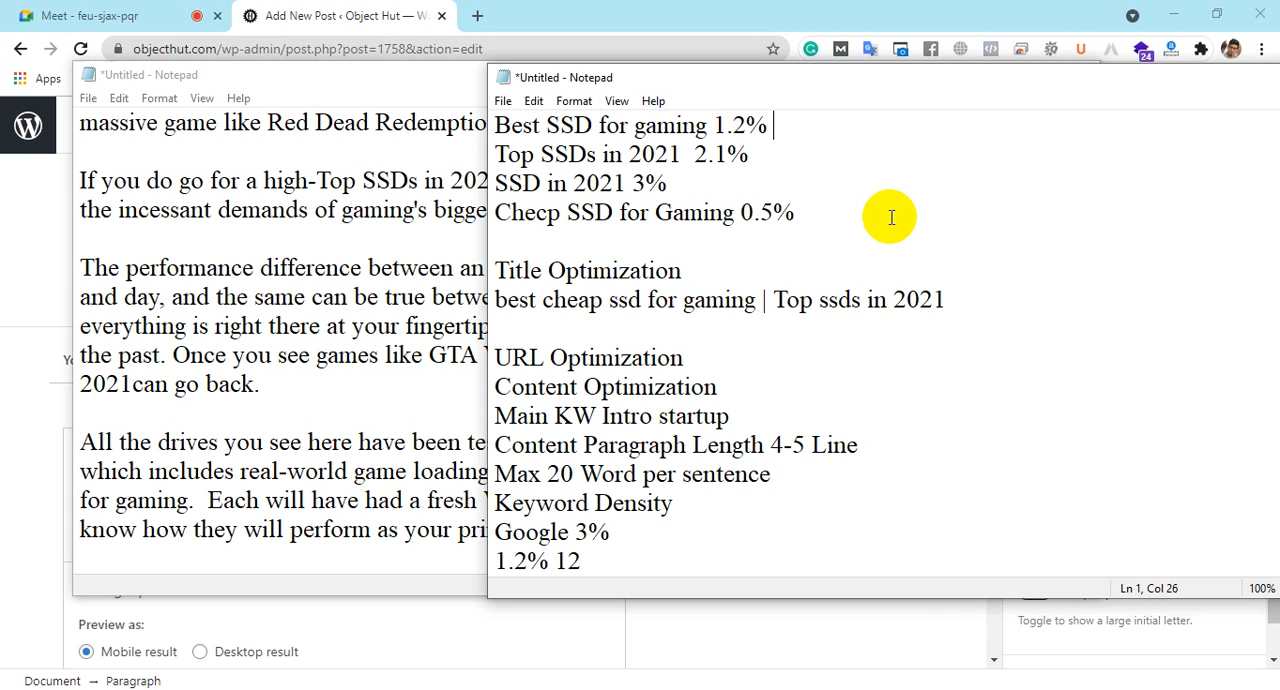 Meet - feu-sjax-pqr
Add New Post ‹ Object Hut — W
objecthut.com/wp-admin/post.php?post=1758&action=edit
24
Apps
*Untitled - Notepad
File Edit Format View Help
massive game like Red Dead Redemptio
If you do go for a high-Top SSDs in 202
the incessant demands of gaming's bigge
The performance difference between an
and day, and the same can be true betwe
everything is right there at your fingertip
the past. Once you see games like GTA
2021can go back.
All the drives you see here have been te
which includes real-world game loading
for gaming. Each will have had a fresh
know how they will perform as your pri
*Untitled - Notepad
File Edit Format View Help
Best SSD for gaming 1.2%
Top SSDs in 2021 2.1%
SSD in 2021 3%
Checp SSD for Gaming 0.5%
Title Optimization
best cheap ssd for gaming | Top ssds in 2021
URL Optimization
Content Optimization
Main KW Intro startup
Content Paragraph Length 4-5 Line
Max 20 Word per sentence
Keyword Density
Google 3%
1.2% 12
Ln 1, Col 26
100%
Preview as:
Mobile result
Desktop result
Toggle to show a large initial letter.
Document → Paragraph